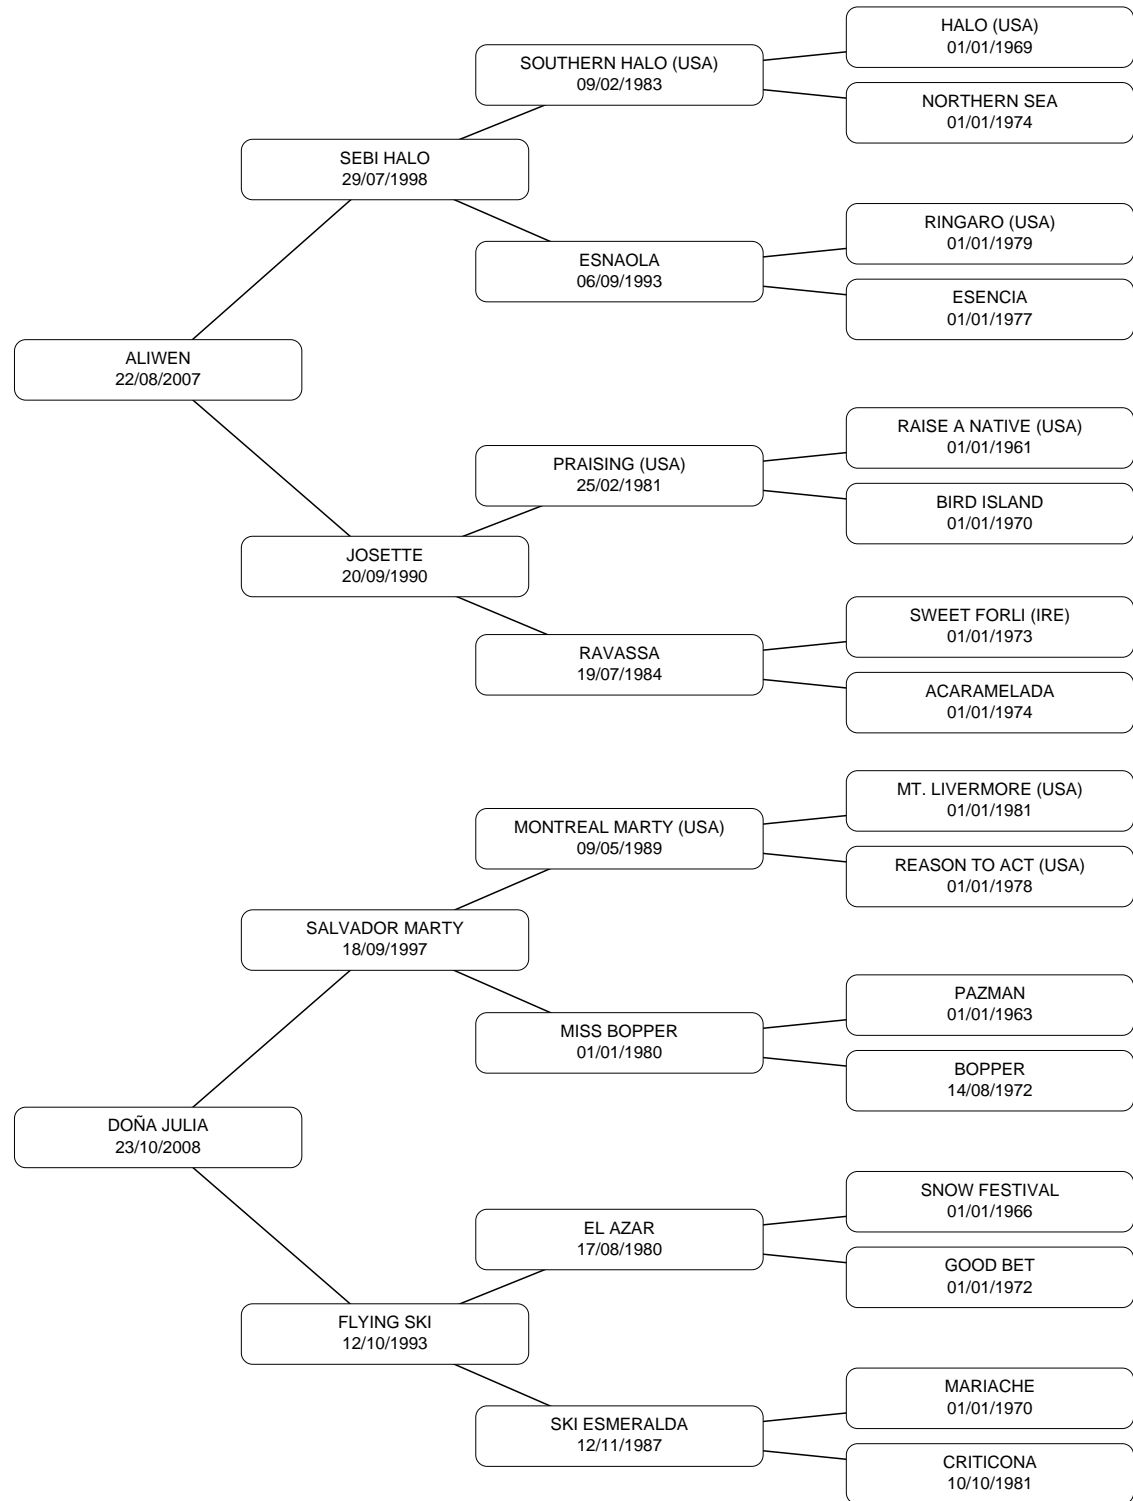 HALO (USA)
01/01/1969
SOUTHERN HALO (USA)
09/02/1983
NORTHERN SEA
01/01/1974
SEBI HALO
29/07/1998
RINGARO (USA)
01/01/1979
ESNAOLA
06/09/1993
ESENCIA
01/01/1977
ALIWEN
22/08/2007
RAISE A NATIVE (USA)
01/01/1961
PRAISING (USA)
25/02/1981
BIRD ISLAND
01/01/1970
JOSETTE
20/09/1990
SWEET FORLI (IRE)
01/01/1973
RAVASSA
19/07/1984
ACARAMELADA
01/01/1974
MT. LIVERMORE (USA)
01/01/1981
MONTREAL MARTY (USA)
09/05/1989
REASON TO ACT (USA)
01/01/1978
SALVADOR MARTY
18/09/1997
PAZMAN
01/01/1963
MISS BOPPER
01/01/1980
BOPPER
14/08/1972
DOÑA JULIA
23/10/2008
SNOW FESTIVAL
01/01/1966
EL AZAR
17/08/1980
GOOD BET
01/01/1972
FLYING SKI
12/10/1993
MARIACHE
01/01/1970
SKI ESMERALDA
12/11/1987
CRITICONA
10/10/1981